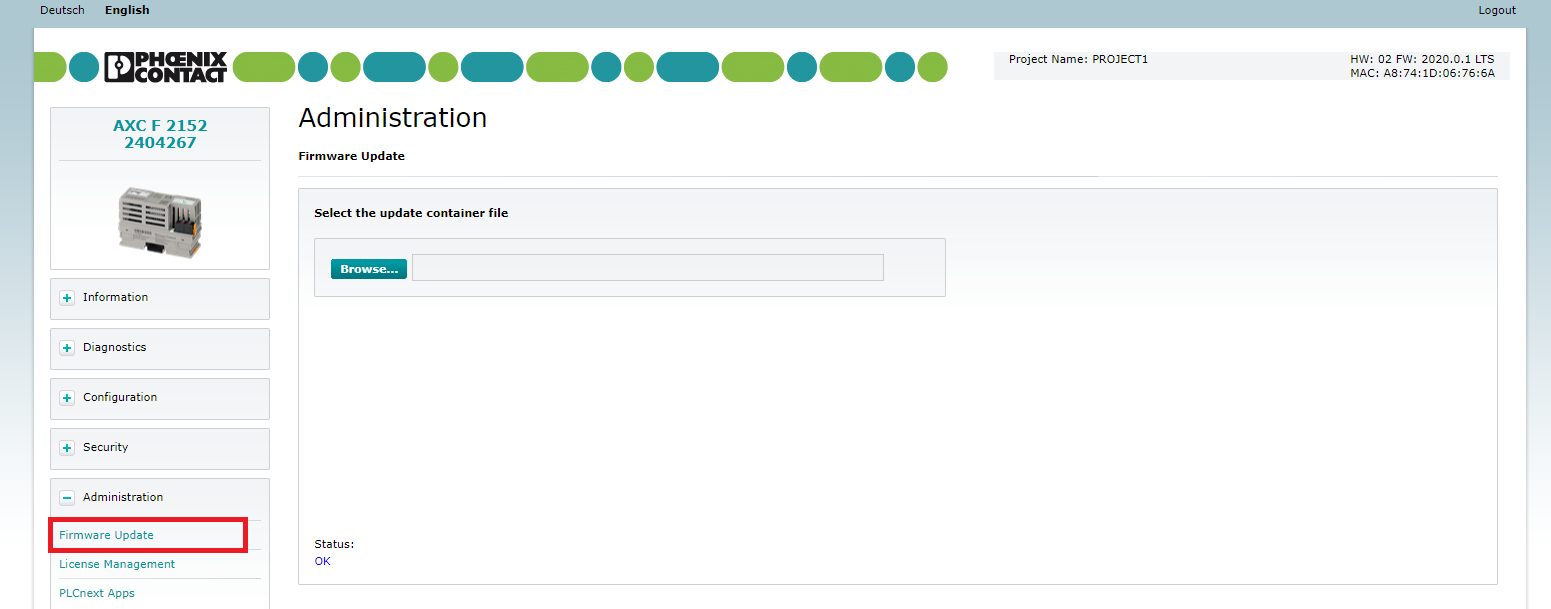 Deutsch English Logout
PHŒNIX
CONTACT
Project Name: PROJECT1
HW: 02 FW: 2020.0.1 LTS
MAC: A8:74:1D:06:76:6A
AXC F 2152
2404267
Information
Diagnostics
Configuration
Security
Administration
Firmware Update
License Management
PLCnext Apps
Administration
Firmware Update
Select the update container file
Browse...
Status:
OK